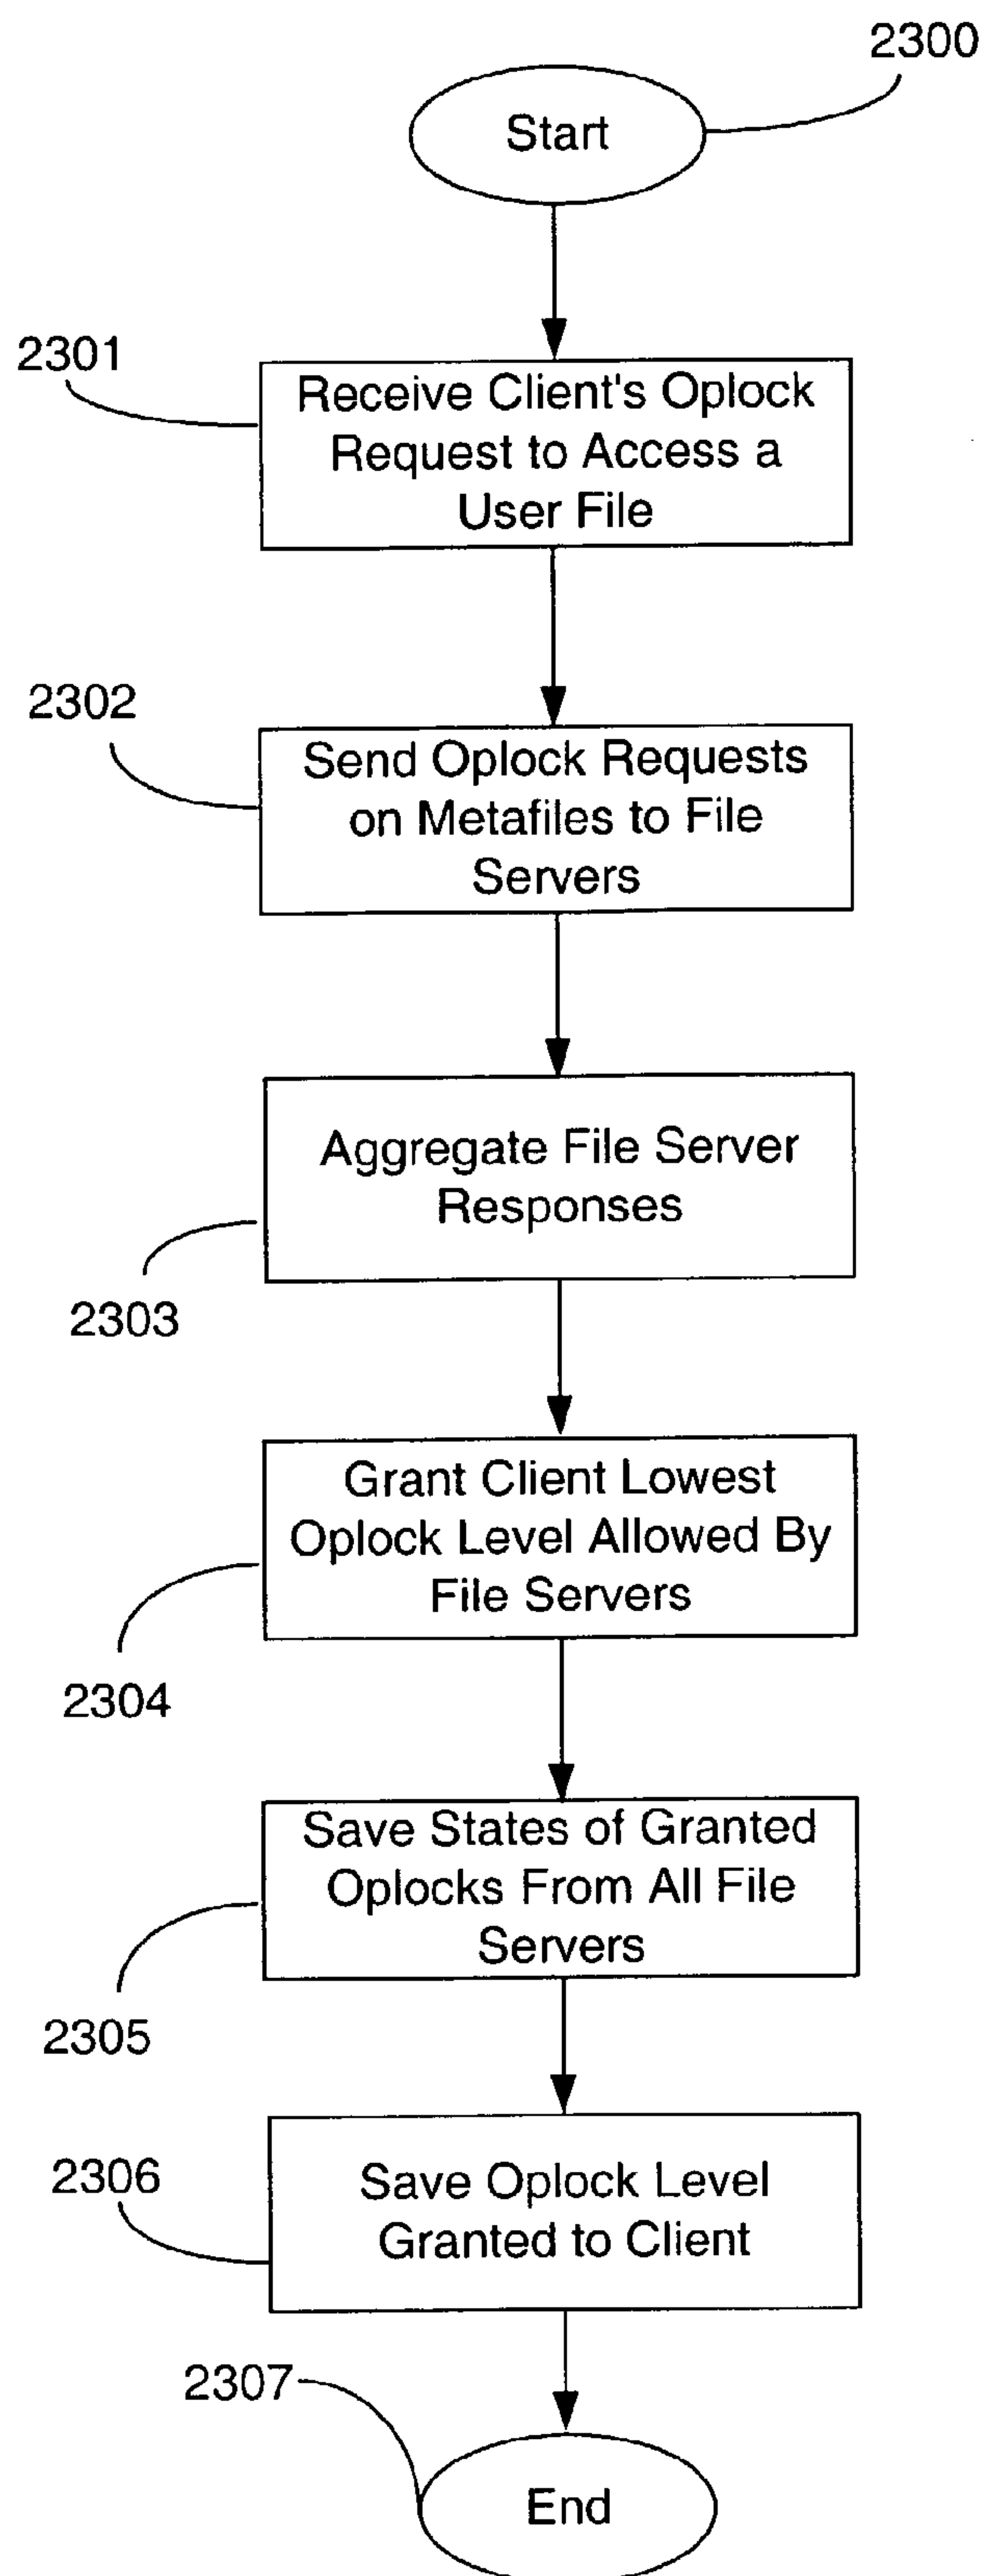 2300
Start
2301
Receive Client's Oplock
Request to Access a
User File
2302
Send Oplock Requests
on Metafiles to File
Servers
Aggregate File Server
Responses
2303
Grant Client Lowest
Oplock Level Allowed By
File Servers
2304
Save States of Granted
Oplocks From All File
Servers
2305
2306
Save Oplock Level
Granted to Client
2307
End